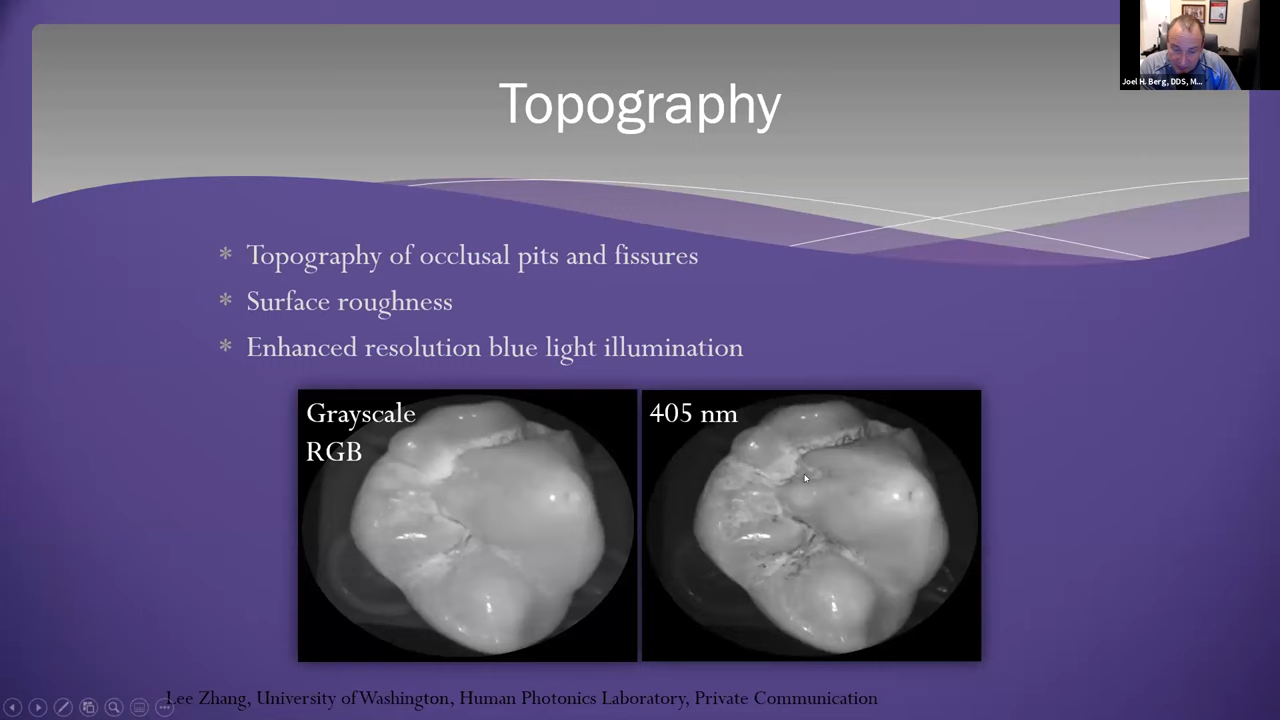 Joel H. Berg, DDS, M...
Topography
* Topography of occlusal pits and fissures
* Surface roughness
* Enhanced resolution blue light illumination
Grayscale
RGB
405 nm
Lee Zhang, University of Washington, Human Photonics Laboratory, Private Communication